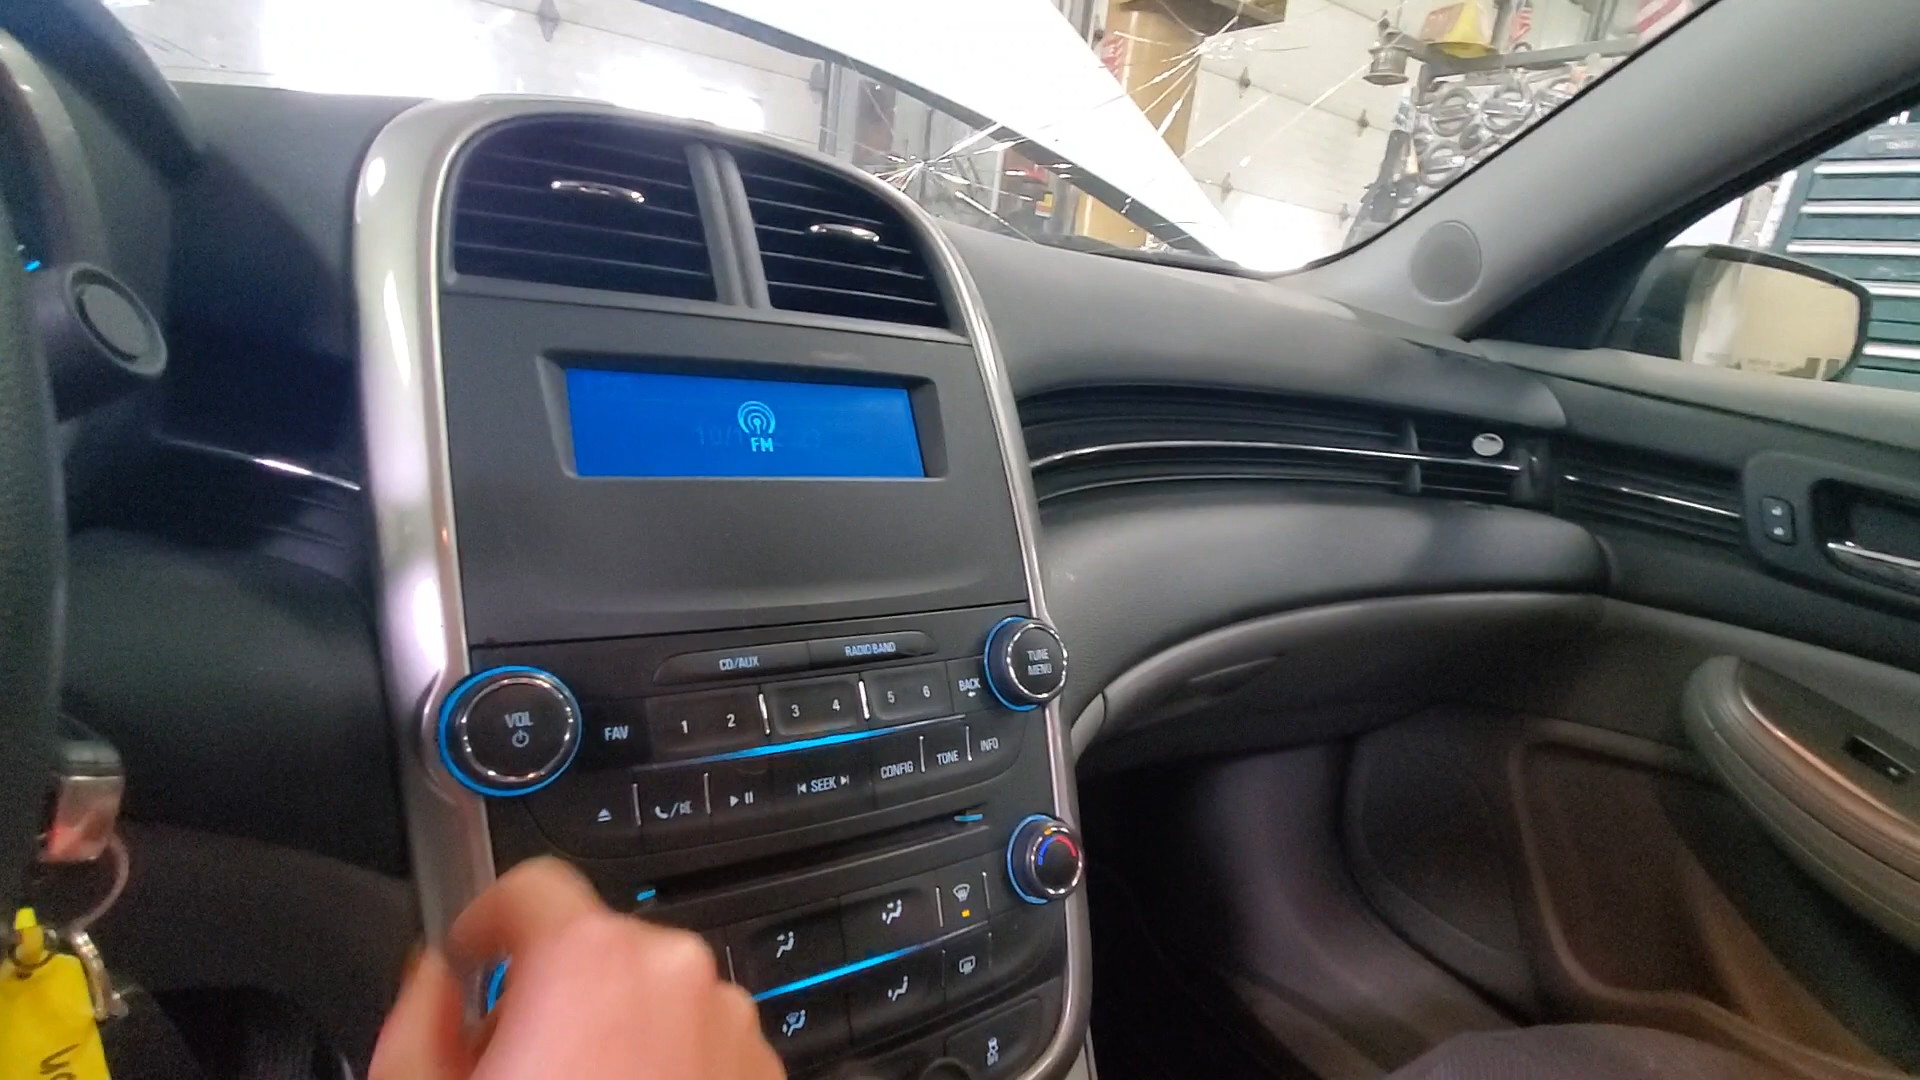 FM
CD/AUX
RADIO BAND
TUNE
MENU
VOL
FAV
1
2
3
4
5
6
BACK
SEEK
CONFIG
TONE
INFO
OFF